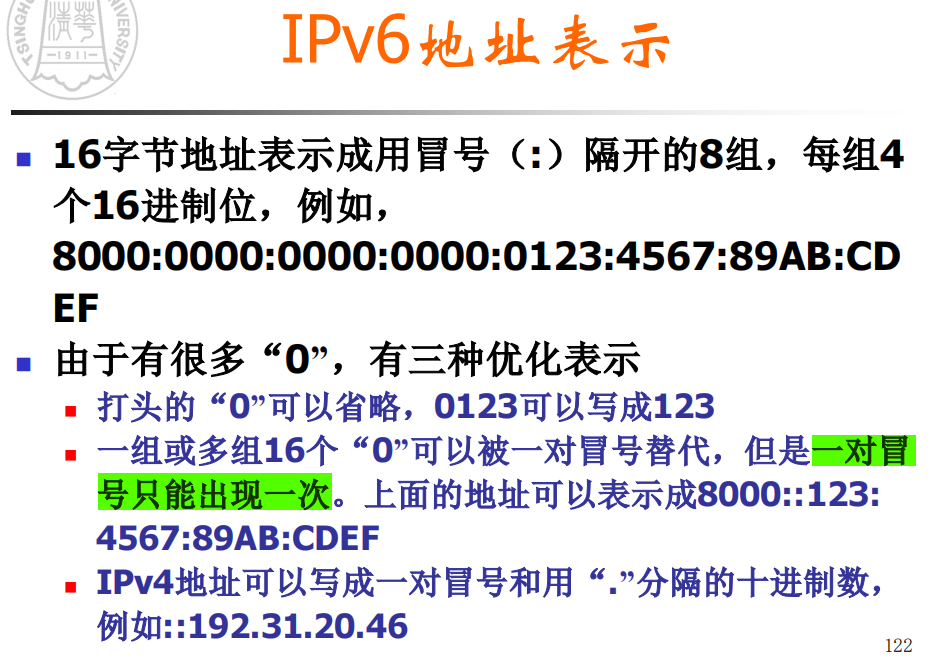 TSINGHUA UNIVERSITY
清華
-1911-
IPv6地址表示
16字节地址表示成用冒号（:）隔开的8组，每组4
个16进制位，例如，
8000:0000:0000:0000:0123:4567:89AB:CD
EF
由于有很多“0”，有三种优化表示
打头的“0”可以省略，0123可以写成123
一组或多组16个“0”可以被一对冒号替代，但是一对冒
号只能出现一次。上面的地址可以表示成8000::123:
4567:89AB:CDEF
IPv4地址可以写成一对冒号和用“.”分隔的十进制数，
例如::192.31.20.46
122